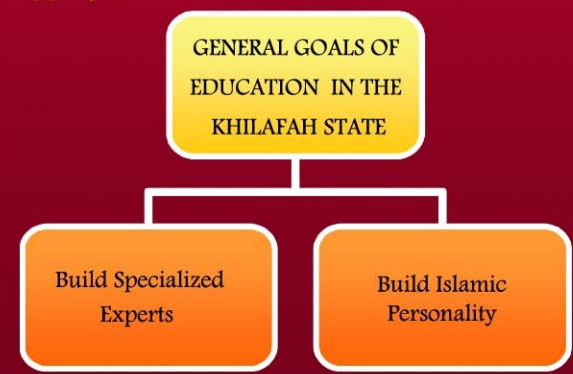 GENERAL GOALS OF
EDUCATION IN THE
KHILAFAH STATE
Build Specialized
Experts
Build Islamic
Personality